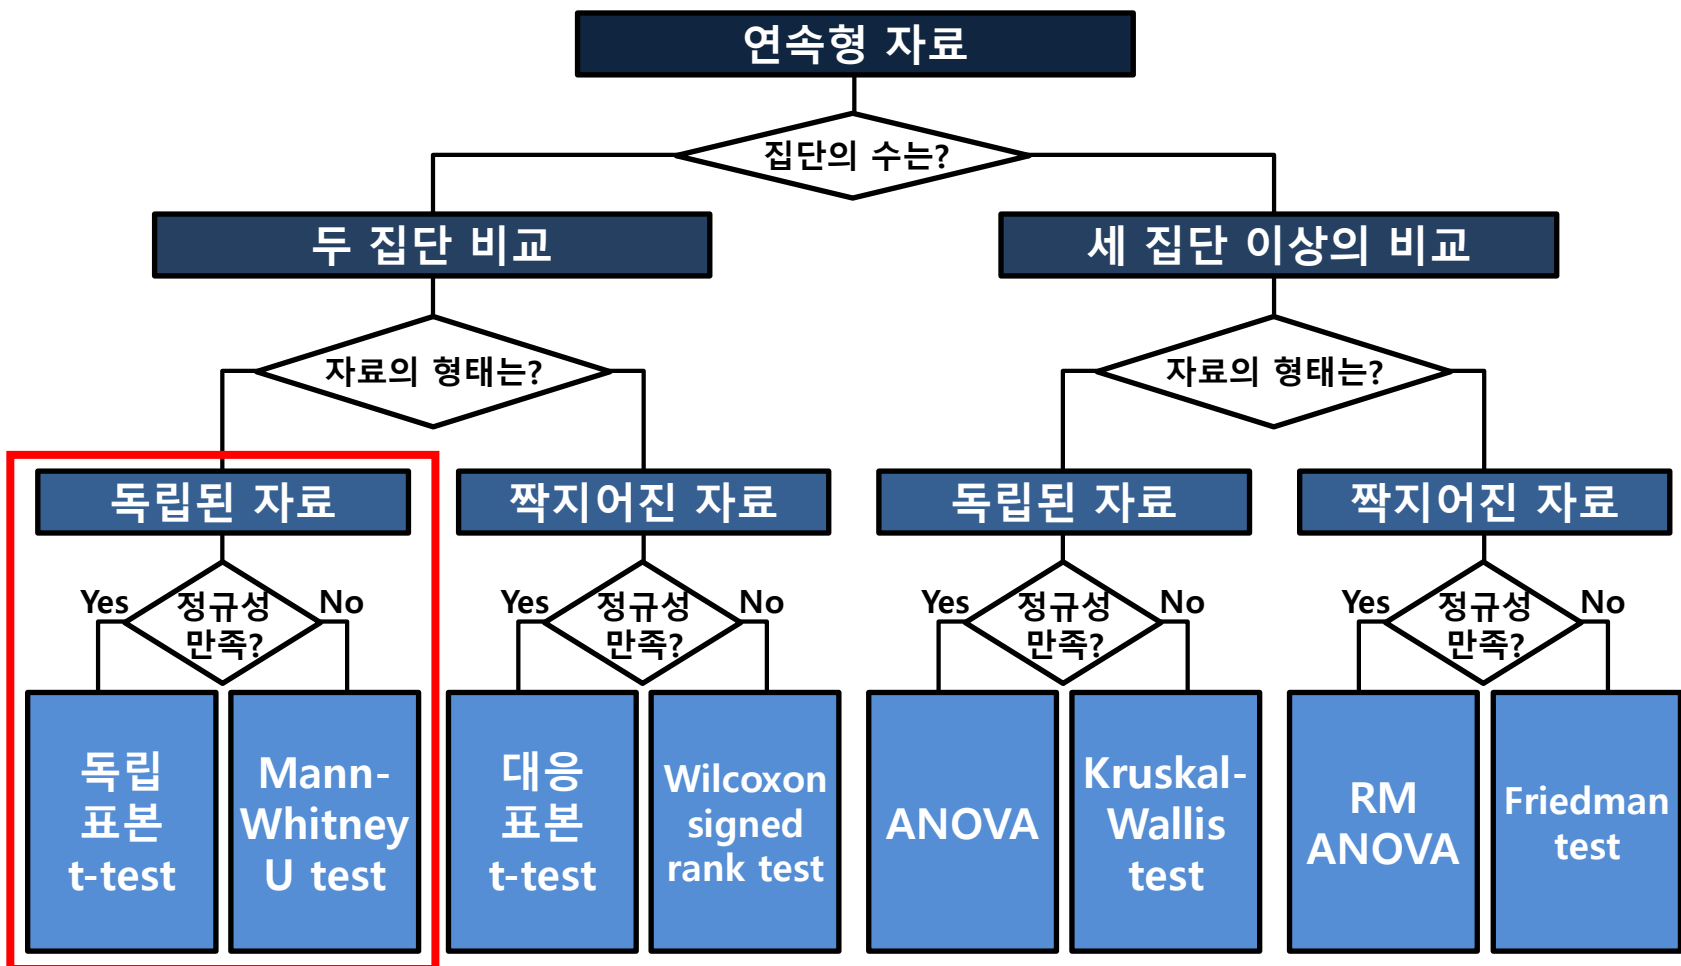 연속형 자료
집단의 수는?
두 집단 비교
세 집단 이상의 비교
자료의 형태는?
자료의 형태는?
독립된 자료
짝지어진 자료
독립된 자료
짝지어진 자료
Yes
정규성
만족?
No
Yes
정규성
만족?
No
Yes
정규성
만족?
No
Yes
정규성
만족?
No
독립
표본
t-test
Mann-
Whitney
U test
대응
표본
t-test
Wilcoxon
signed
rank test
ANOVA
Kruskal-
Wallis
test
RM
ANOVA
Friedman
test